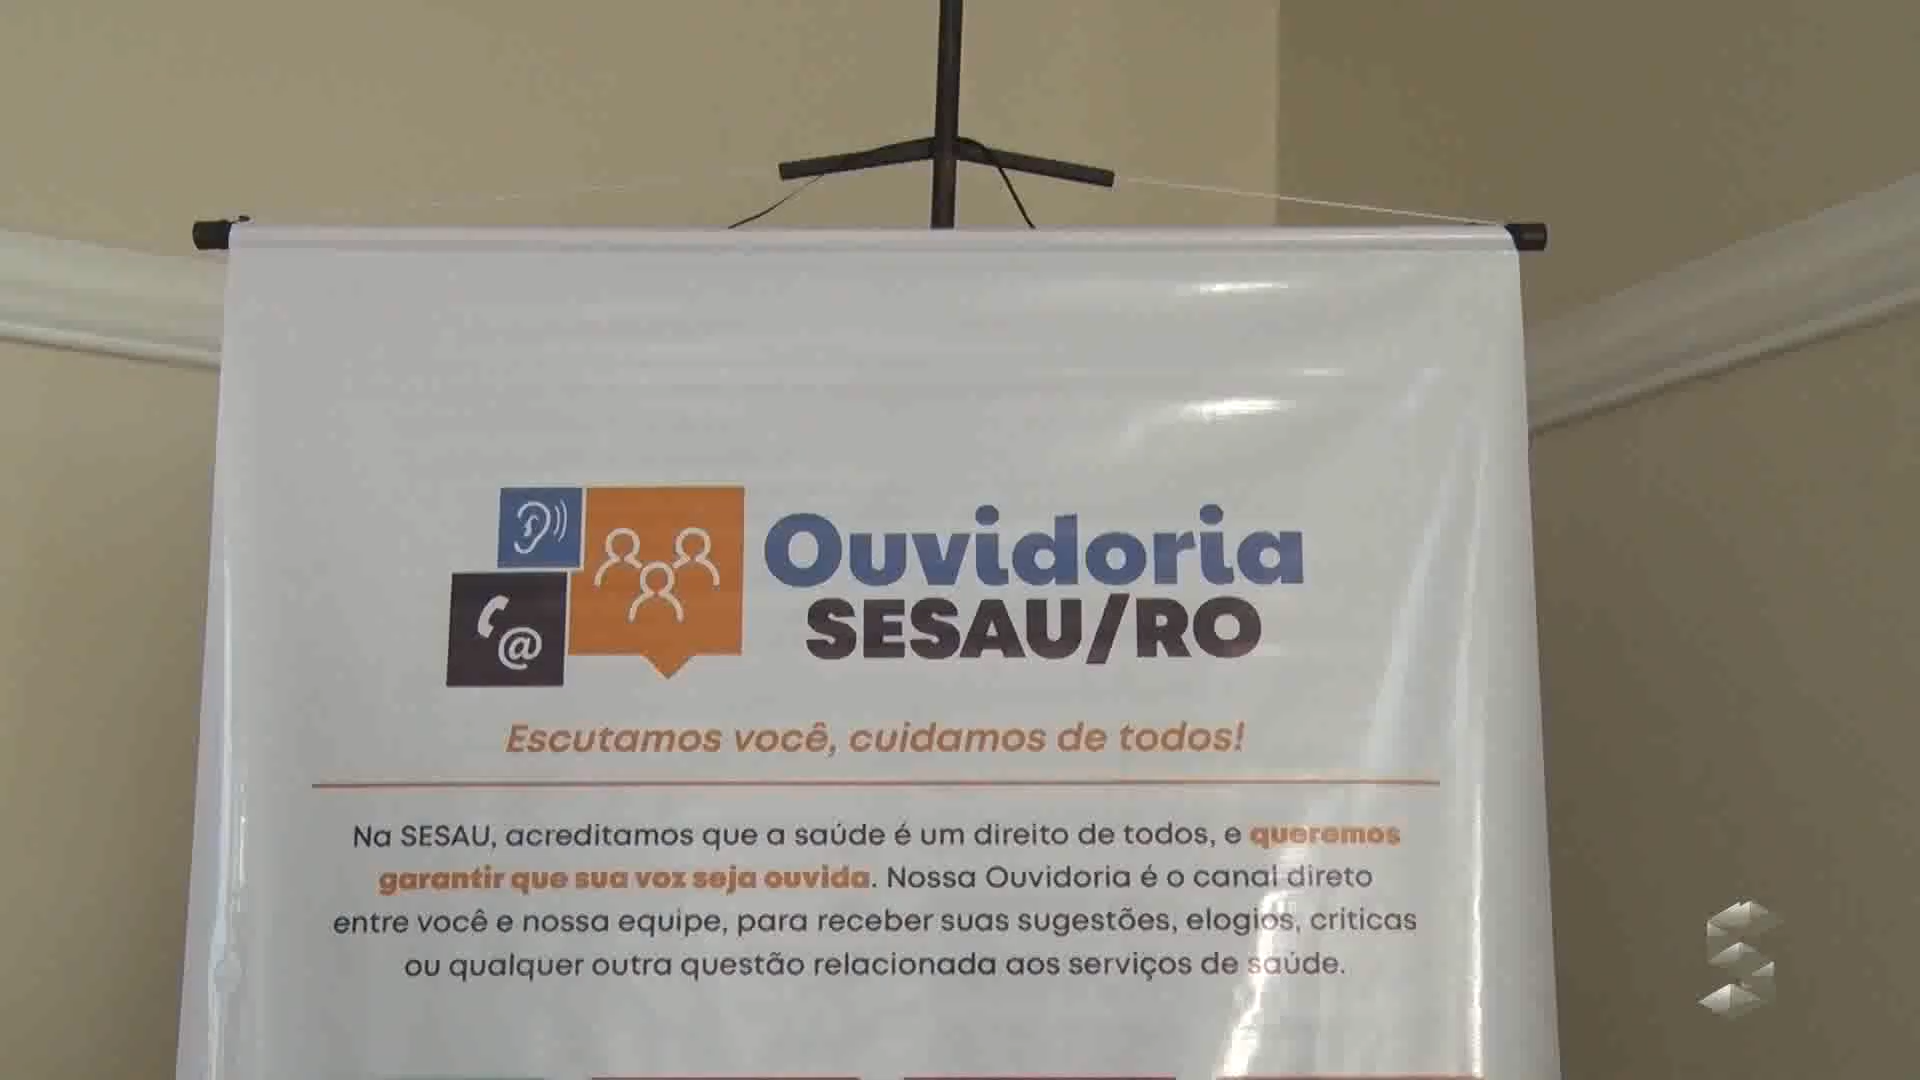 Ouvidoria
SESAU/RO
Escutamos você, cuidamos de todos!
Na SESAU, acreditamos que a saúde é um direito de todos, e queremos
garantir que sua voz seja ouvida. Nossa Ouvidoria é o canal direto
entre você e nossa equipe, para receber suas sugestões, elogios, críticas
ou qualquer outra questão relacionada aos serviços de saúde.